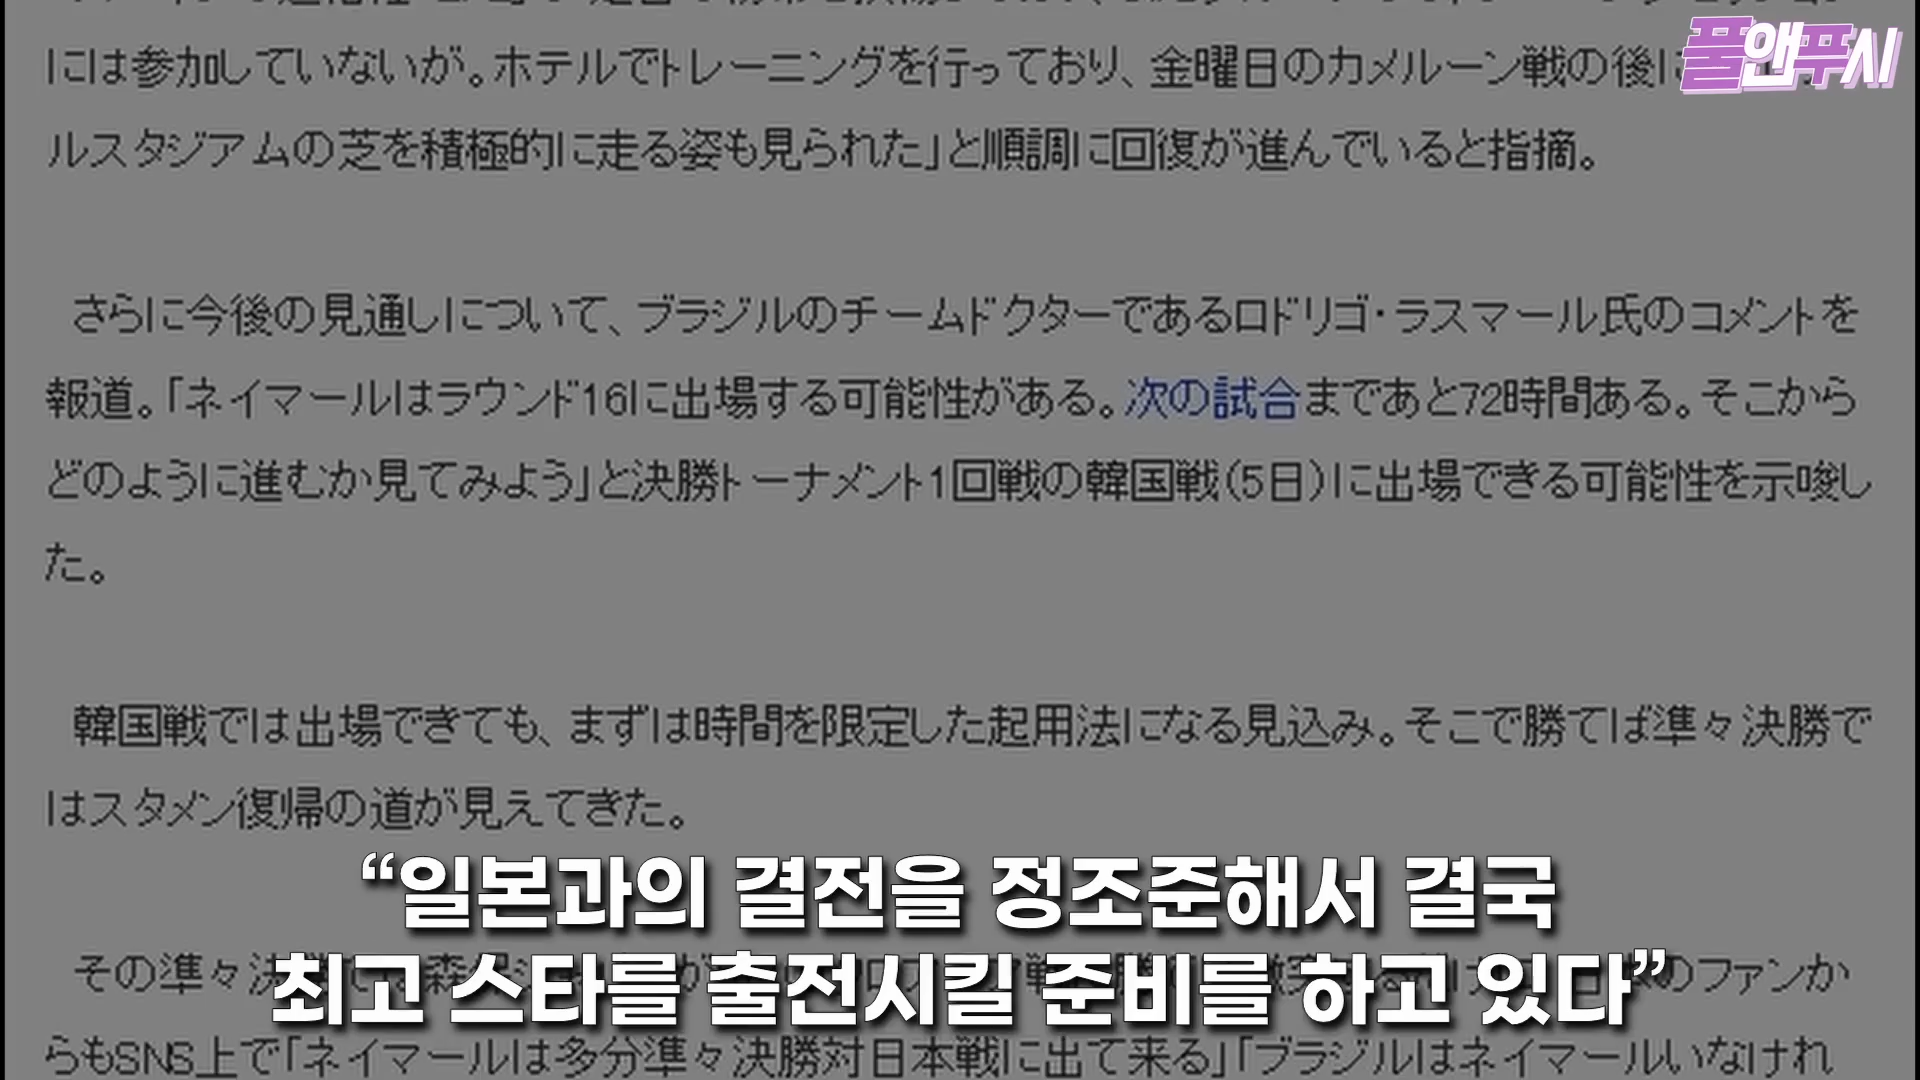 には参加していないが。ホテルでトレーニングを行っており、金曜日のカメルーン戦の後に
풀앤푸시
ルスタジアムの芝を積極的に走る姿も見られた」と順調に回復が進んでいると指摘。
さらに今後の見通しについて、ブラジルのチームドクターであるロドリゴ・ラスマール氏のコメントを
報道。「ネイマールはラウンド16に出場する可能性がある。次の試合まであと72時間ある。そこから
どのように進むか見てみよう」と決勝トーナメント1回戦の韓国戦(5日)に出場できる可能性を示唆し
た。
韓国戦では出場できても、まずは時間を限定した起用法になる見込み。そこで勝てば準々決勝で
はスタメン復帰の道が見えてきた。
“일본과의 결전을 정조준해서 결국
その準々決 のファンか
최고 스타를 출전시킬 준비를 하고 있다”
らもSNS上で「ネイマールは多分準々決勝対日本戦に出て来る」「ブラジルはネイマールいなけれ